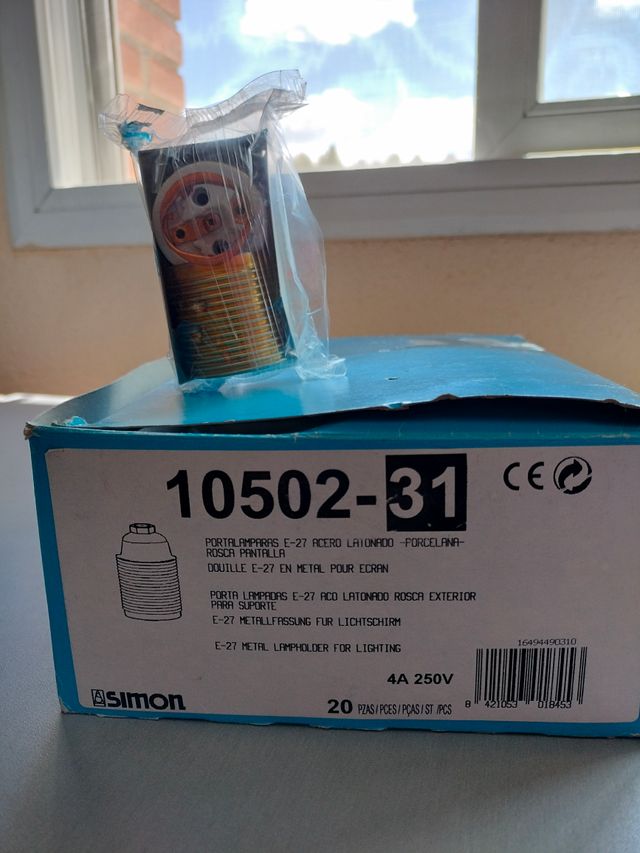 10502-31
CE
PORTALAMPARAS E-27 ACERO LATONADO -PORCELANA-
ROSCA PANTALLA
DOUILLE E-27 EN METAL POUR ECRAN
PORTA LAMPADAS E-27 ACO LATONADO ROSCA EXTERIOR
PARA SUPORTE
E-27 METALLFASSUNG FUR LICHTSCHIRM
E-27 METAL LAMPHOLDER FOR LIGHTING
16494490310
4A 250V
simon
20 PZAS/PCES/PÇAS/ST /PCS
8 421053 018453